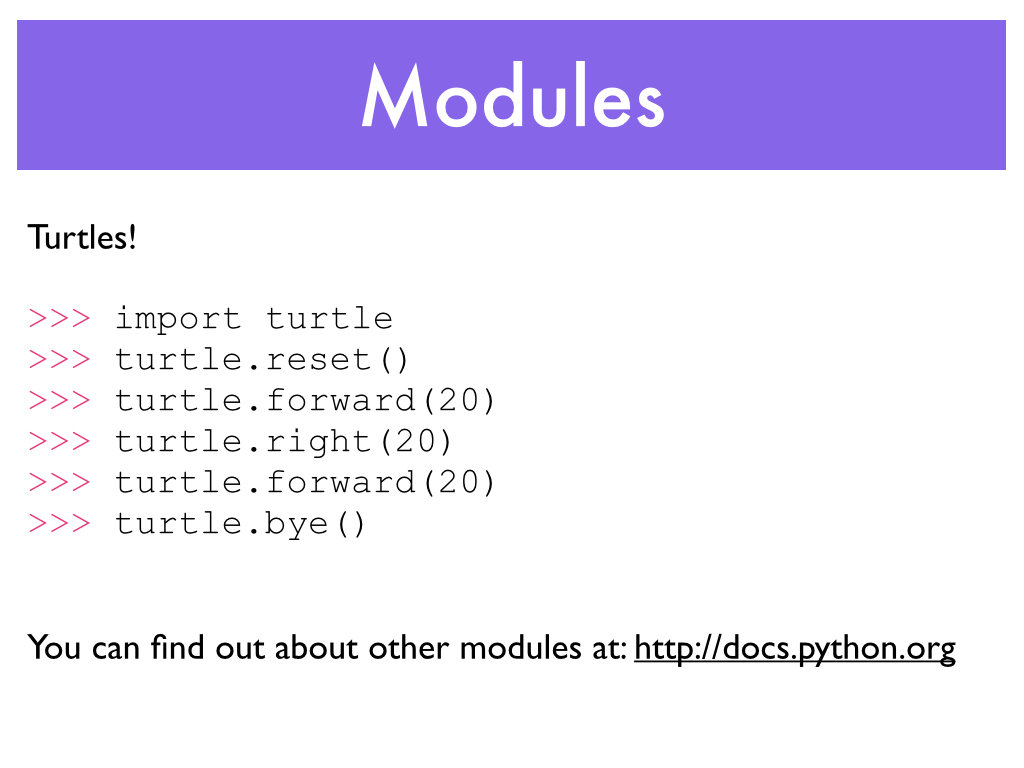 Modules
Turtles!
>>> import turtle
>>> turtle.reset()
>>> turtle.forward(20)
>>> turtle.right(20)
>>> turtle.forward(20)
>>> turtle.bye()
You can find out about other modules at: http://docs.python.org